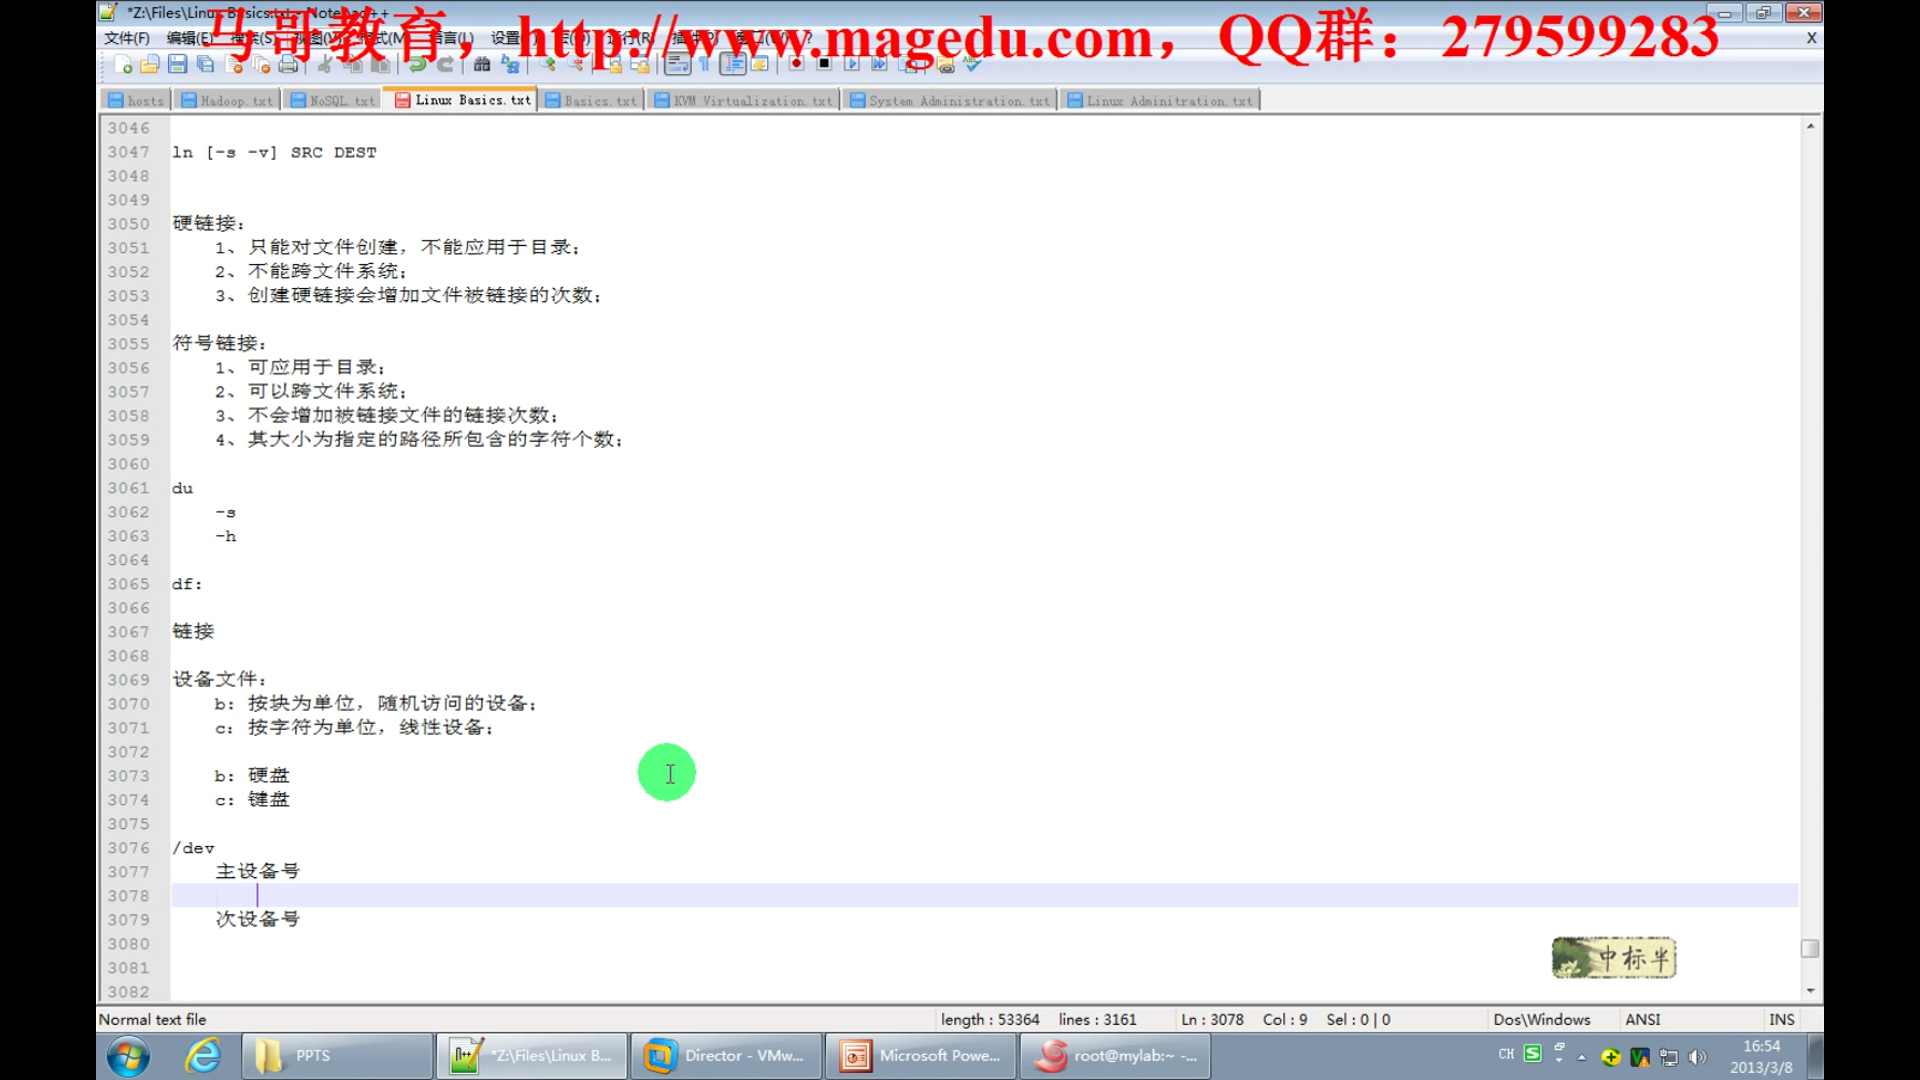 *Z:\Files\Linux Basics.txt - Notepad++
马哥教育，http://www.magedu.com，QQ群：279599283
文件(F) 编辑(E) 搜索(S) 视图(V) 格式(M) 语言(L) 设置
X
hosts Hadoop.txt NoSQL.txt Linux Basics.txt Basics.txt KVM Virtualization.txt System Administration.txt Linux Adminitration.txt
3046
3047 ln [-s -v] SRC DEST
3048
3049
3050 硬链接：
3051 1、只能对文件创建，不能应用于目录；
3052 2、不能跨文件系统；
3053 3、创建硬链接会增加文件被链接的次数；
3054
3055 符号链接：
3056 1、可应用于目录；
3057 2、可以跨文件系统；
3058 3、不会增加被链接文件的链接次数；
3059 4、其大小为指定的路径所包含的字符个数；
3060
3061 du
3062 -s
3063 -h
3064
3065 df:
3066
3067 链接
3068
3069 设备文件：
3070 b: 按块为单位，随机访问的设备；
3071 c: 按字符为单位，线性设备；
3072
3073 b: 硬盘
3074 c: 键盘
3075
3076 /dev
3077 主设备号
3078
3079 次设备号
3080
3081
3082
中标半
Normal text file length : 53364 lines : 3161 Ln : 3078 Col : 9 Sel : 0 | 0 Dos\Windows ANSI INS
PPTS *Z:\Files\Linux B... Director - VMw... Microsoft Powe... root@mylab:~ -... CH 16:54
2013/3/8